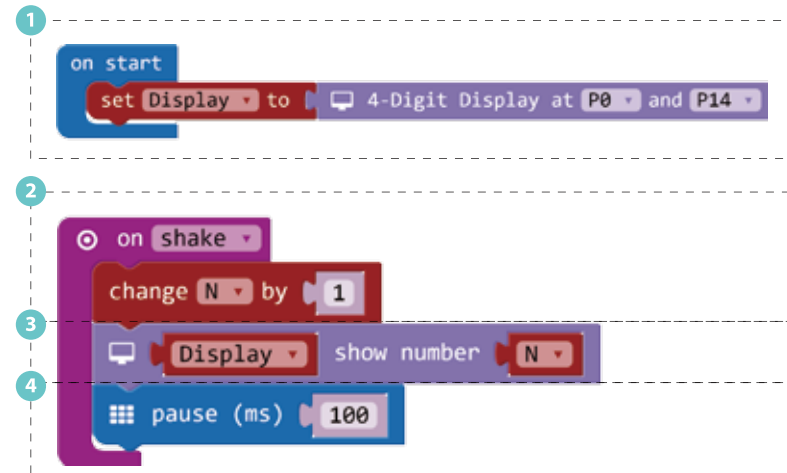 1
on start
set Display to 4-Digit Display at P0 and P14
2
on shake
change N by 1
3
Display show number N
4
pause (ms) 100